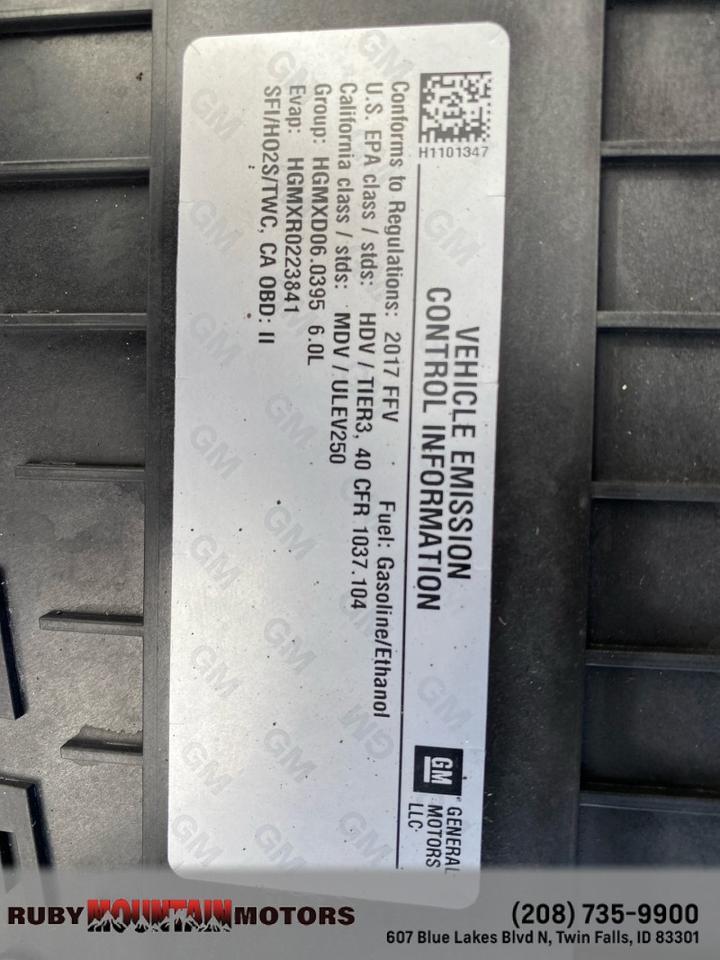 H1101347
VEHICLE EMISSION
CONTROL INFORMATION
GM
GENERAL
MOTORS
LLC
Conforms to Regulations: 2017 FFV Fuel: Gasoline/Ethanol
U.S. EPA class / stds: HDV / TIER3, 40 CFR 1037.104
California class / stds: MDV / ULEV250
Group: HGMXD06.0395 6.0L
Evap: HGMXR0223841
SFI/HO2S/TWC, CA OBD: II
RUBY MOUNTAIN MOTORS
(208) 735-9900
607 Blue Lakes Blvd N, Twin Falls, ID 83301